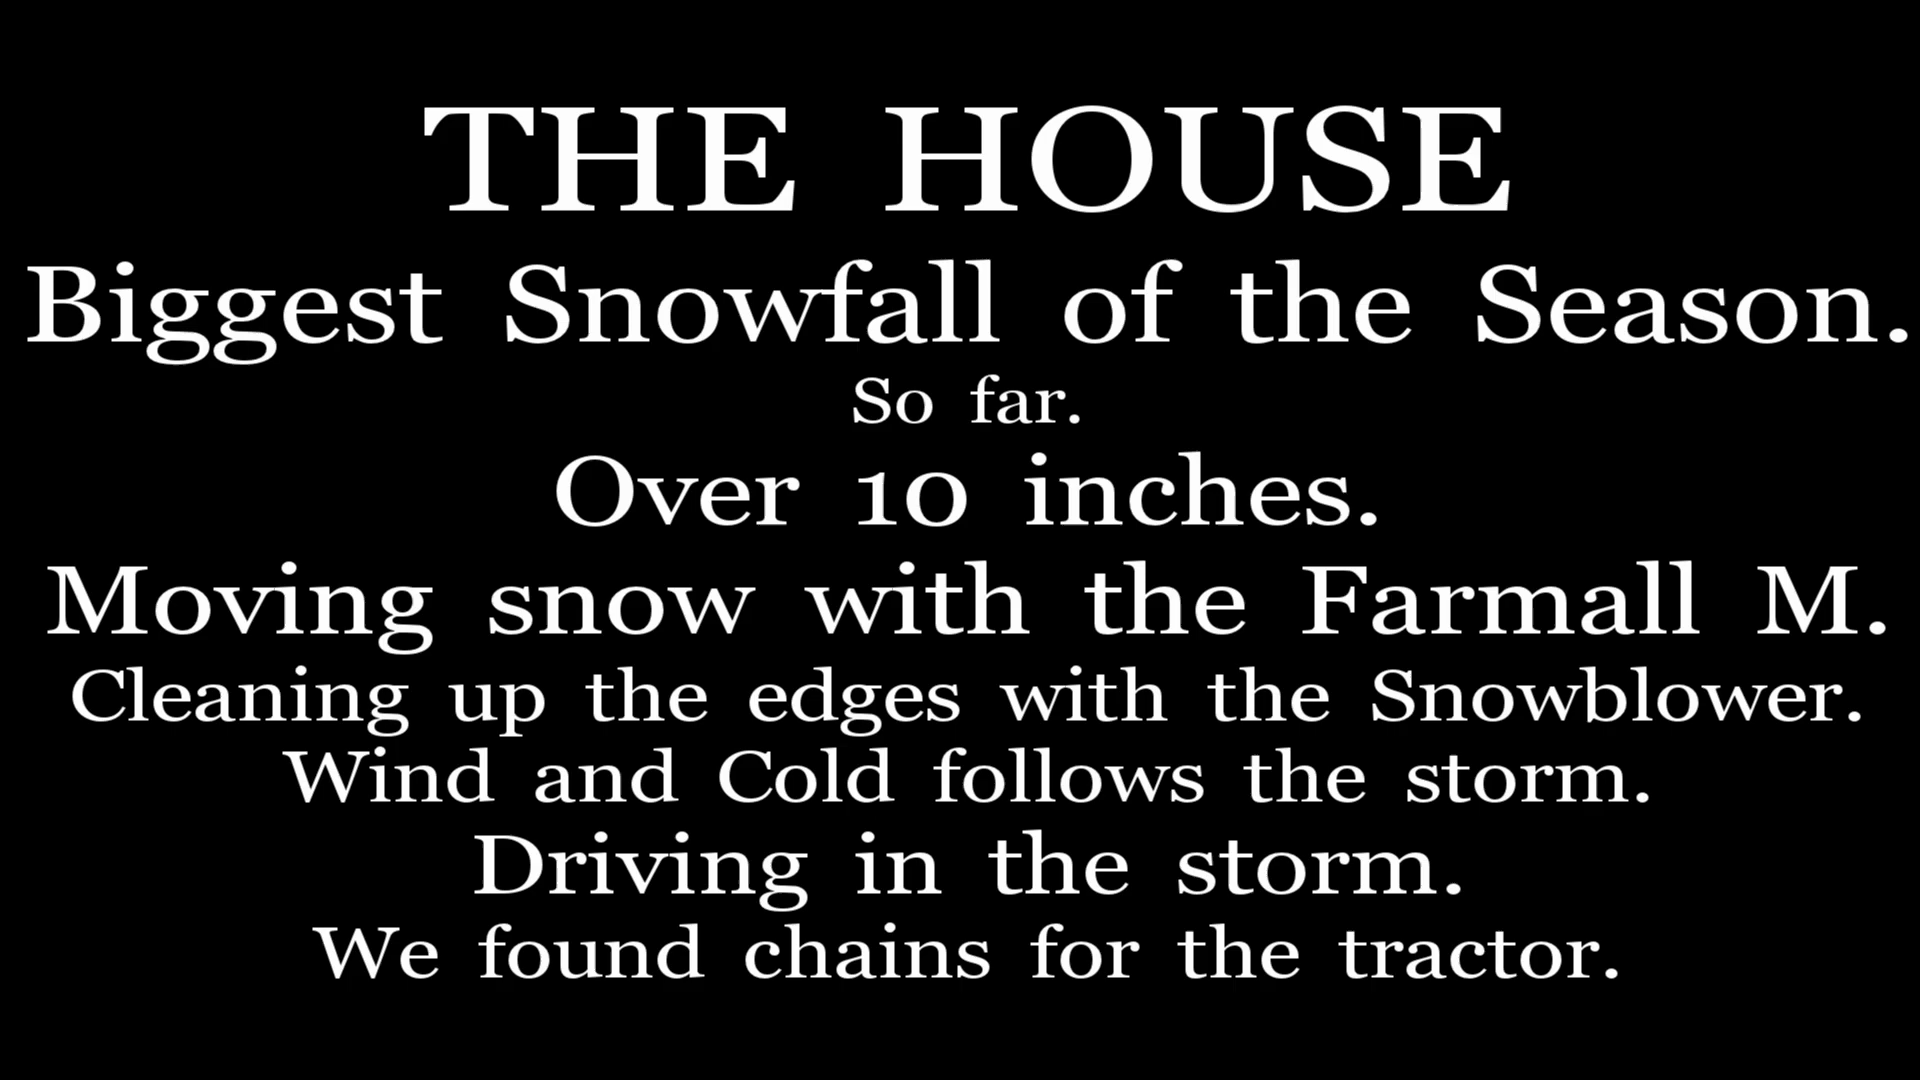 THE HOUSE
Biggest Snowfall of the Season.
So far.
Over 10 inches.
Moving snow with the Farmall M.
Cleaning up the edges with the Snowblower.
Wind and Cold follows the storm.
Driving in the storm.
We found chains for the tractor.